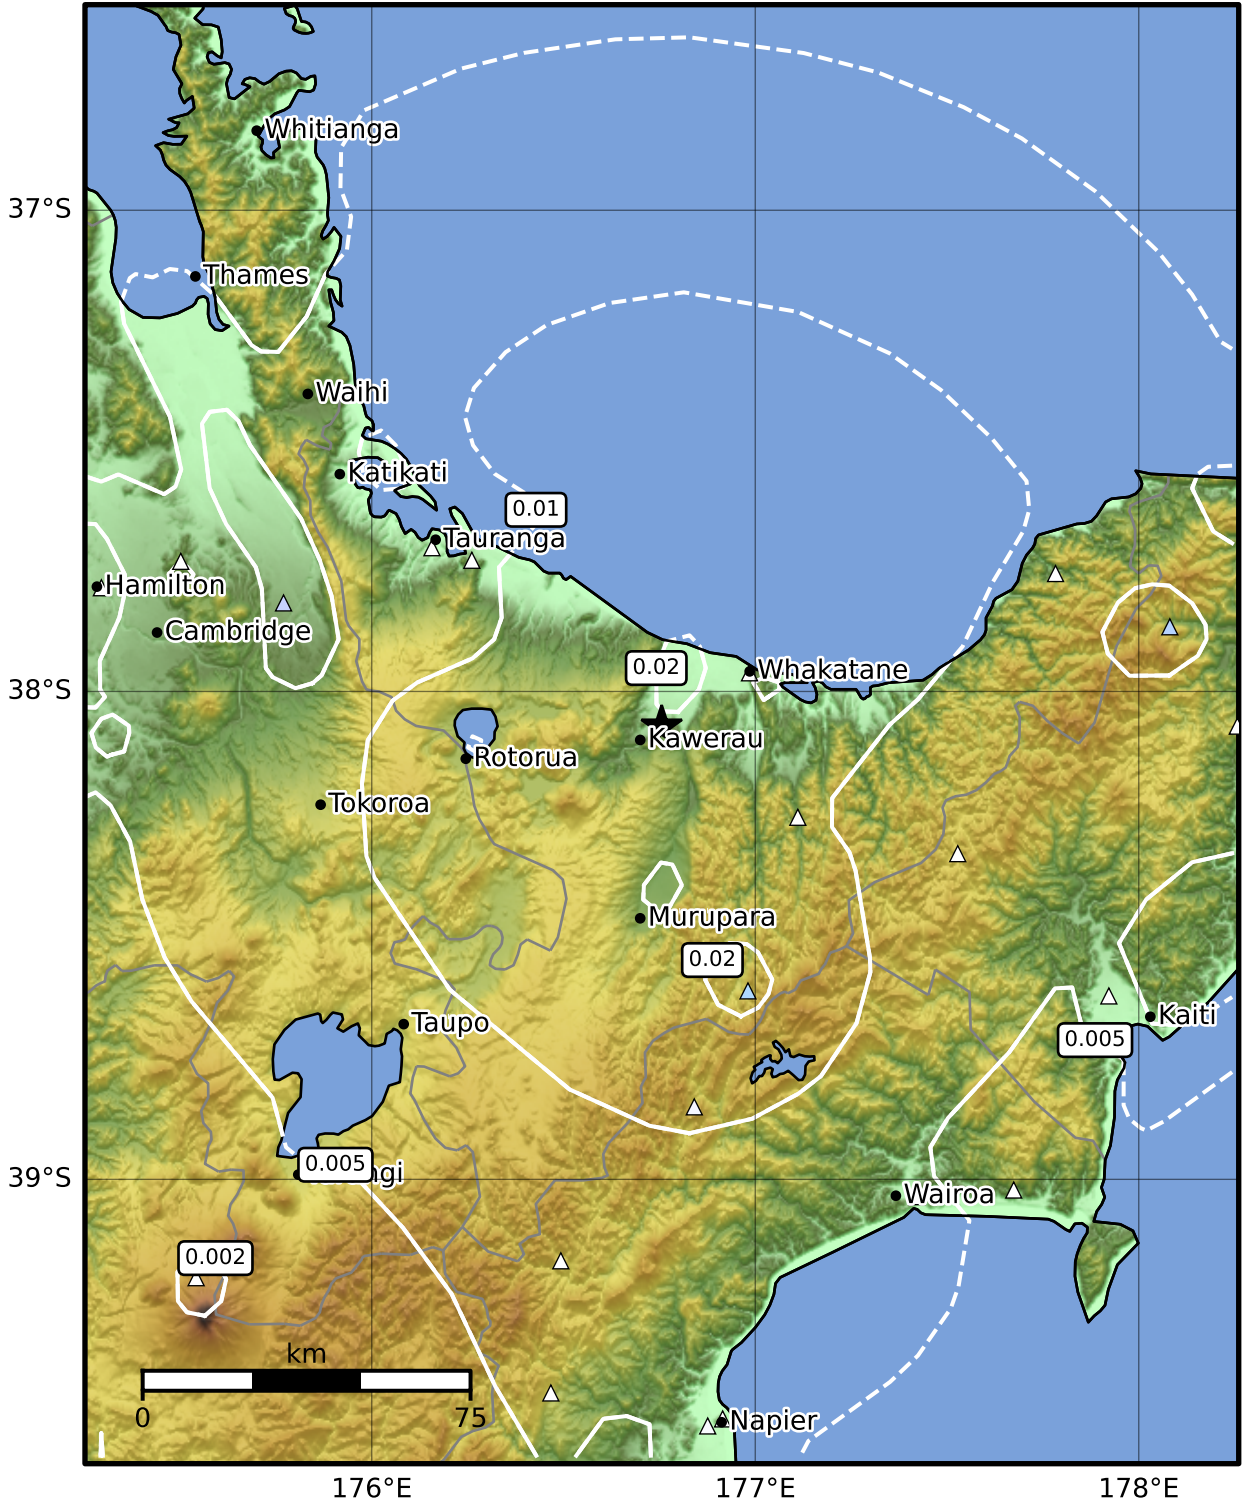 Whitianga
37°S
Thames
Waihi
Katikati
0.01
Tauranga
Hamilton
Cambridge
0.02
Whakatane
38°S
Kawerau
Rotorua
Tokoroa
Murupara
0.02
Kaiti
Taupo
0.005
0.005
ngi
39°S
Wairoa
0.002
km
0
75
Napier
176°E
177°E
178°E